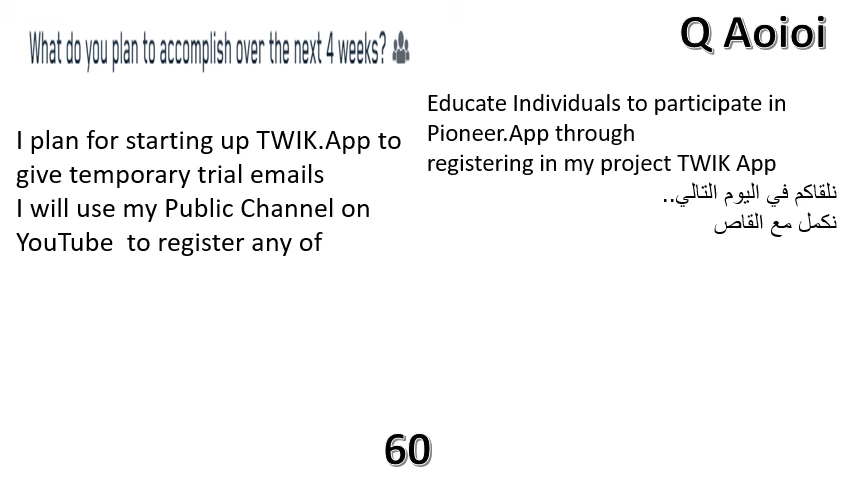 What do you plan to accomplish over the next 4 weeks?
Q Aoioi
I plan for starting up TWIK.App to
give temporary trial emails
I will use my Public Channel on
YouTube to register any of
Educate Individuals to participate in
Pioneer.App through
registering in my project TWIK App
نلقاكم في اليوم التالي..
نكمل مع القاص
60